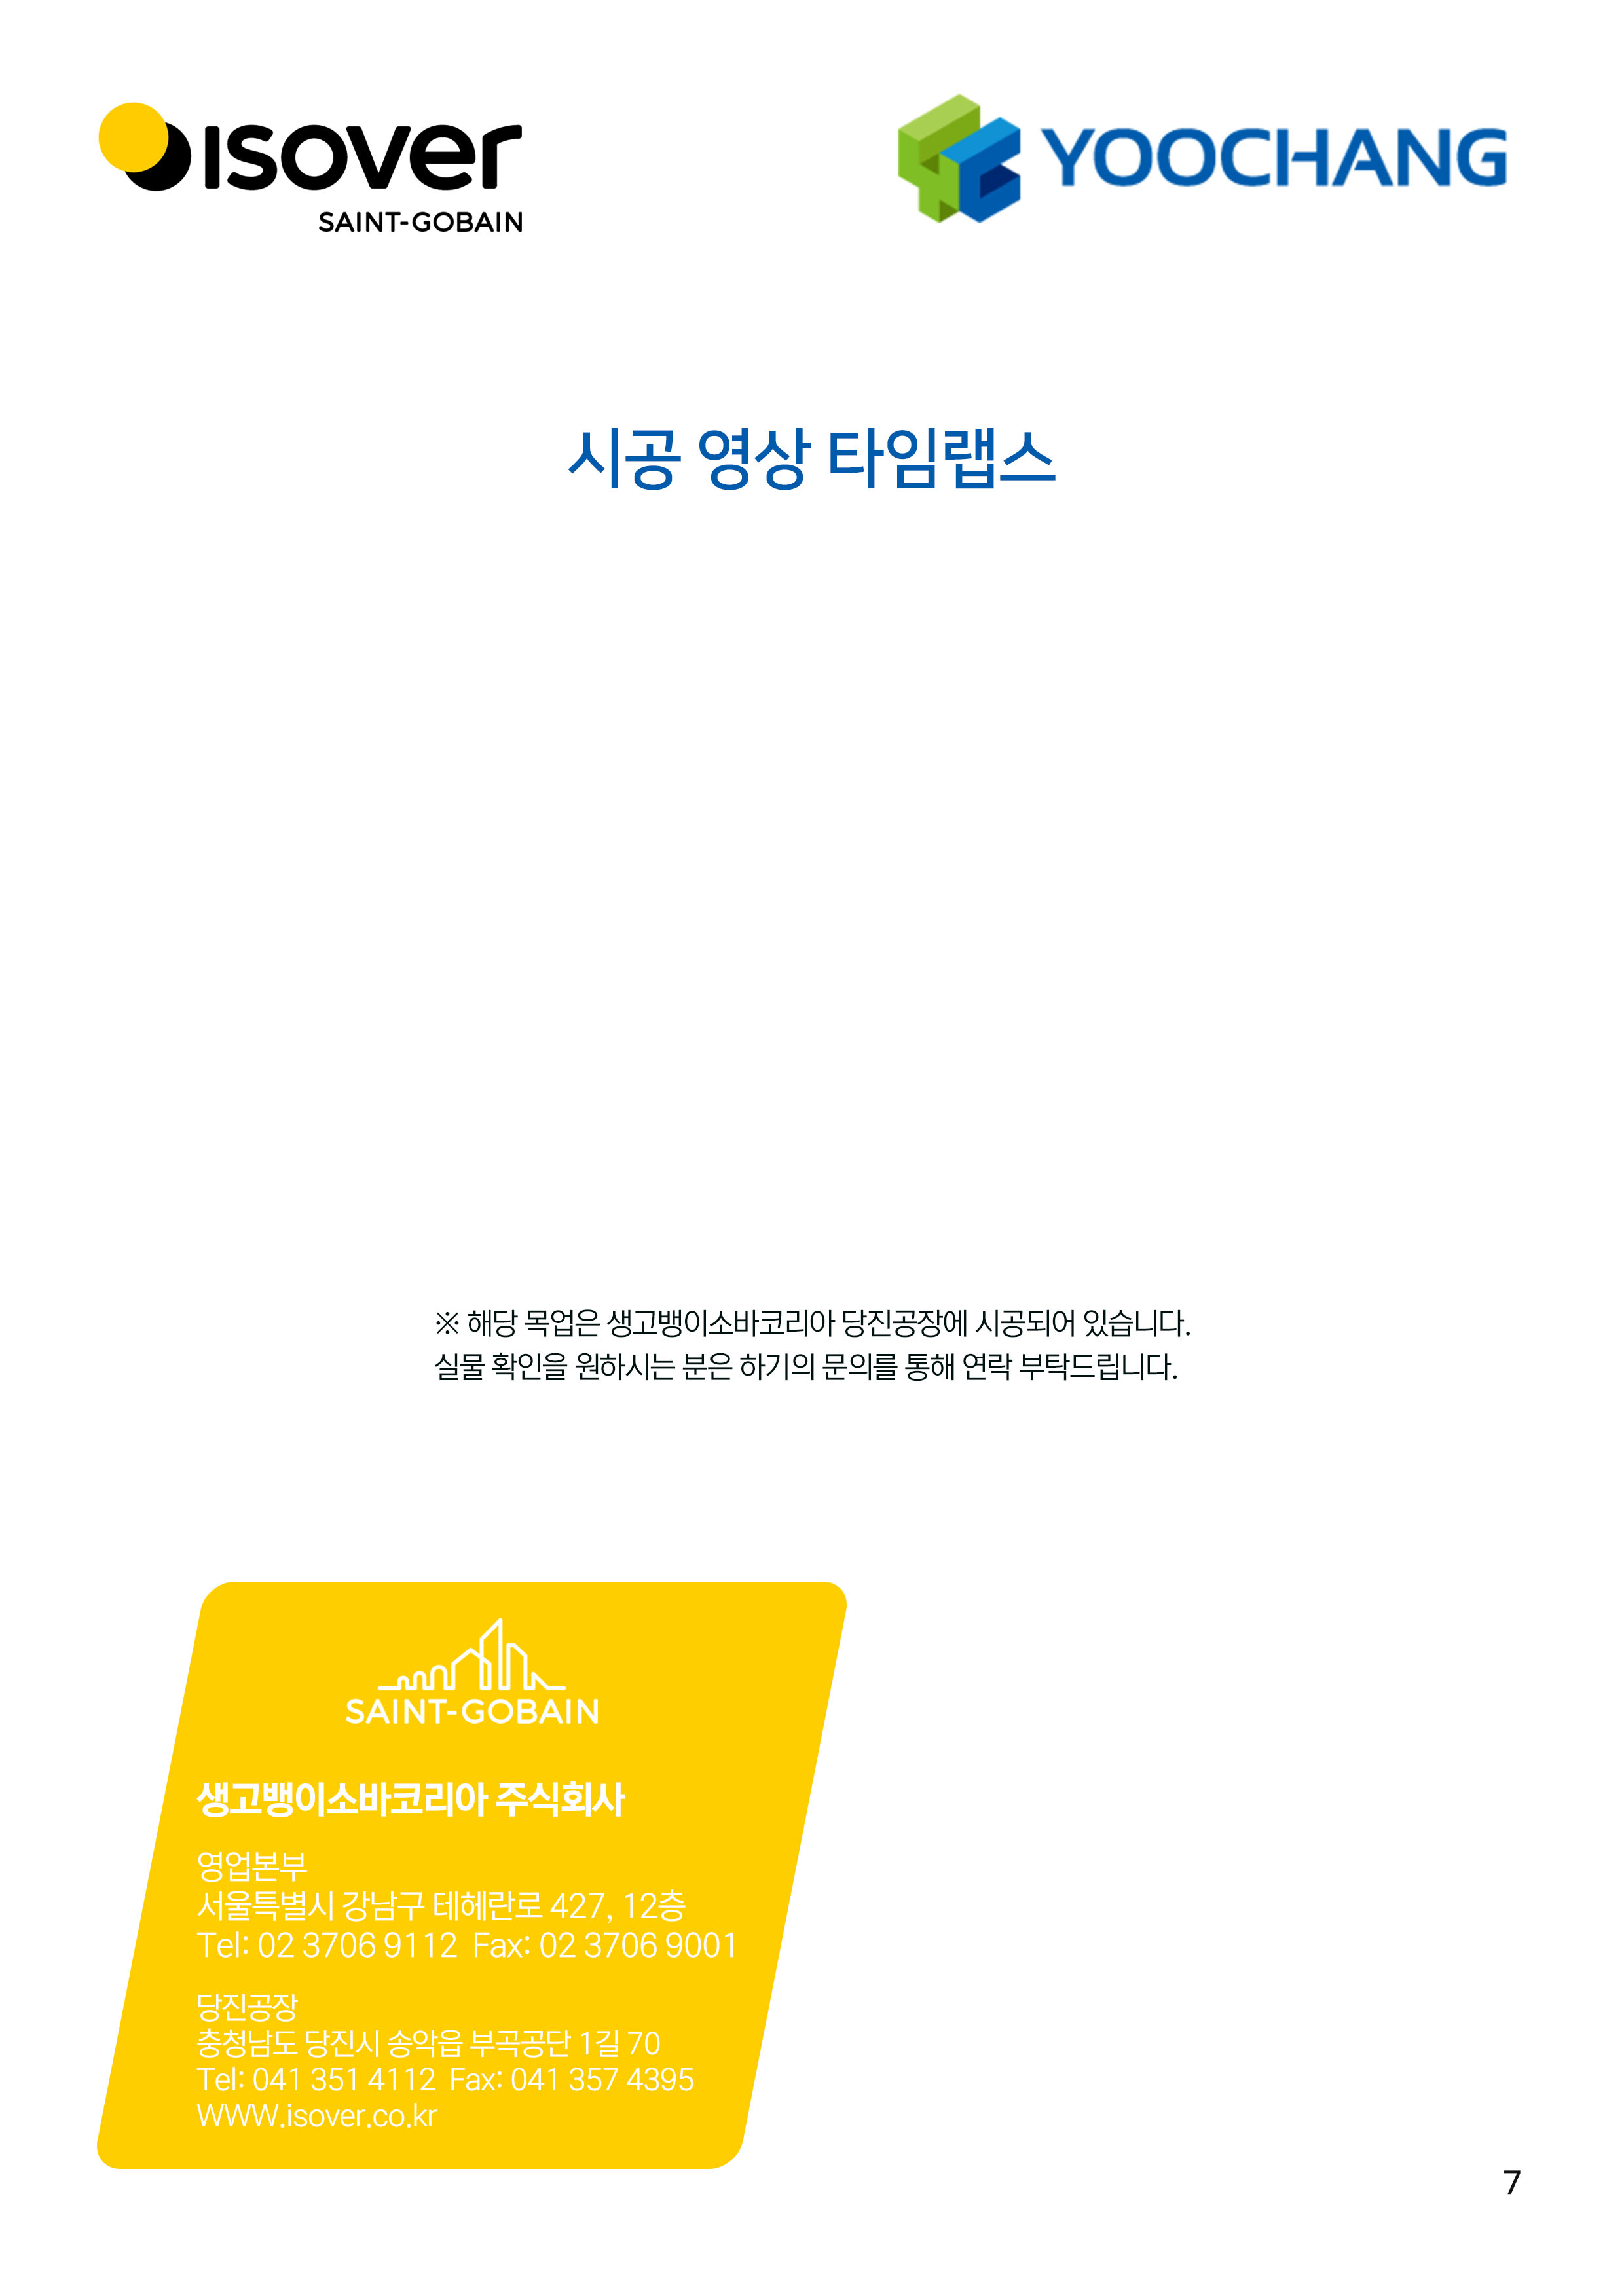 isover
SAINT-GOBAIN
YOOCHANG
시공 영상 타임랩스
※ 해당 목업은 생고뱅이소바코리아 당진공장에 시공되어 있습니다.
실물 확인을 원하시는 분은 하기의 문의를 통해 연락 부탁드립니다.
SAINT-GOBAIN
생고뱅이소바코리아 주식회사
영업본부
서울특별시 강남구 테헤란로 427, 12층
Tel: 02 3706 9112 Fax: 02 3706 9001
당진공장
충청남도 당진시 송악읍 부곡공단 1길 70
Tel: 041 351 4112 Fax: 041 357 4395
WWW.isover.co.kr
7